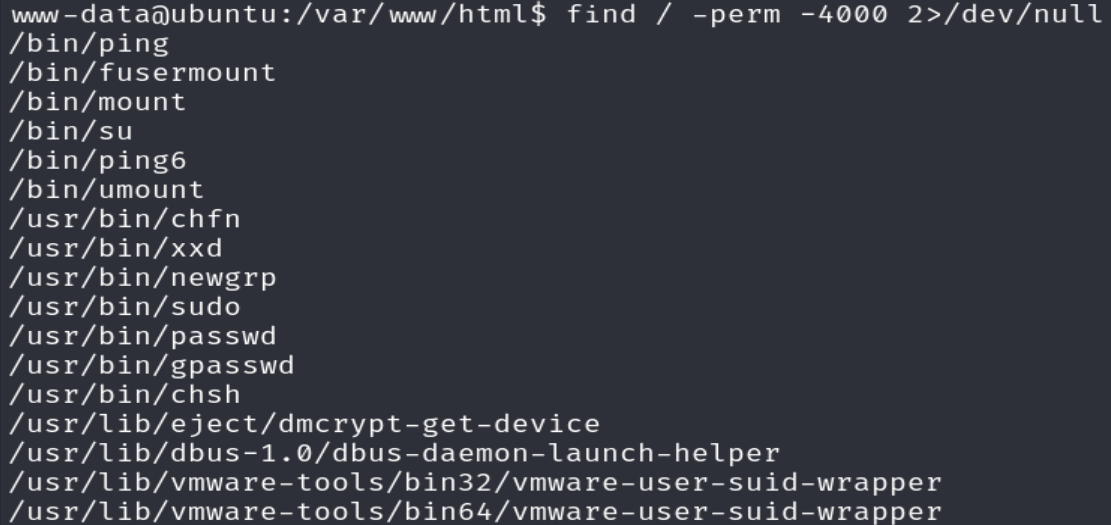 www-data@ubuntu:/var/www/html$ find / -perm -4000 2>/dev/null
/bin/ping
/bin/fusermount
/bin/mount
/bin/su
/bin/ping6
/bin/umount
/usr/bin/chfn
/usr/bin/xxd
/usr/bin/newgrp
/usr/bin/sudo
/usr/bin/passwd
/usr/bin/gpasswd
/usr/bin/chsh
/usr/lib/eject/dmcrypt-get-device
/usr/lib/dbus-1.0/dbus-daemon-launch-helper
/usr/lib/vmware-tools/bin32/vmware-user-suid-wrapper
/usr/lib/vmware-tools/bin64/vmware-user-suid-wrapper